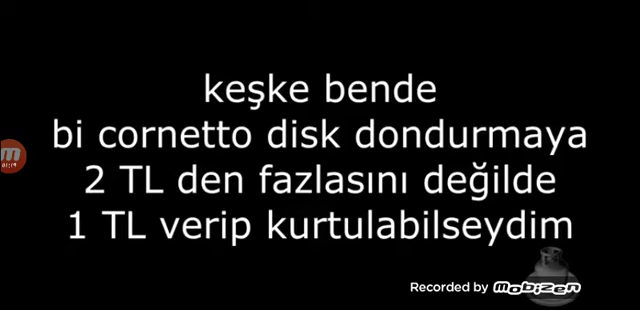 keşke bende
bi cornetto disk dondurmaya
2 TL den fazlasını değilde
1 TL verip kurtulabilseydim
Recorded by mobizen